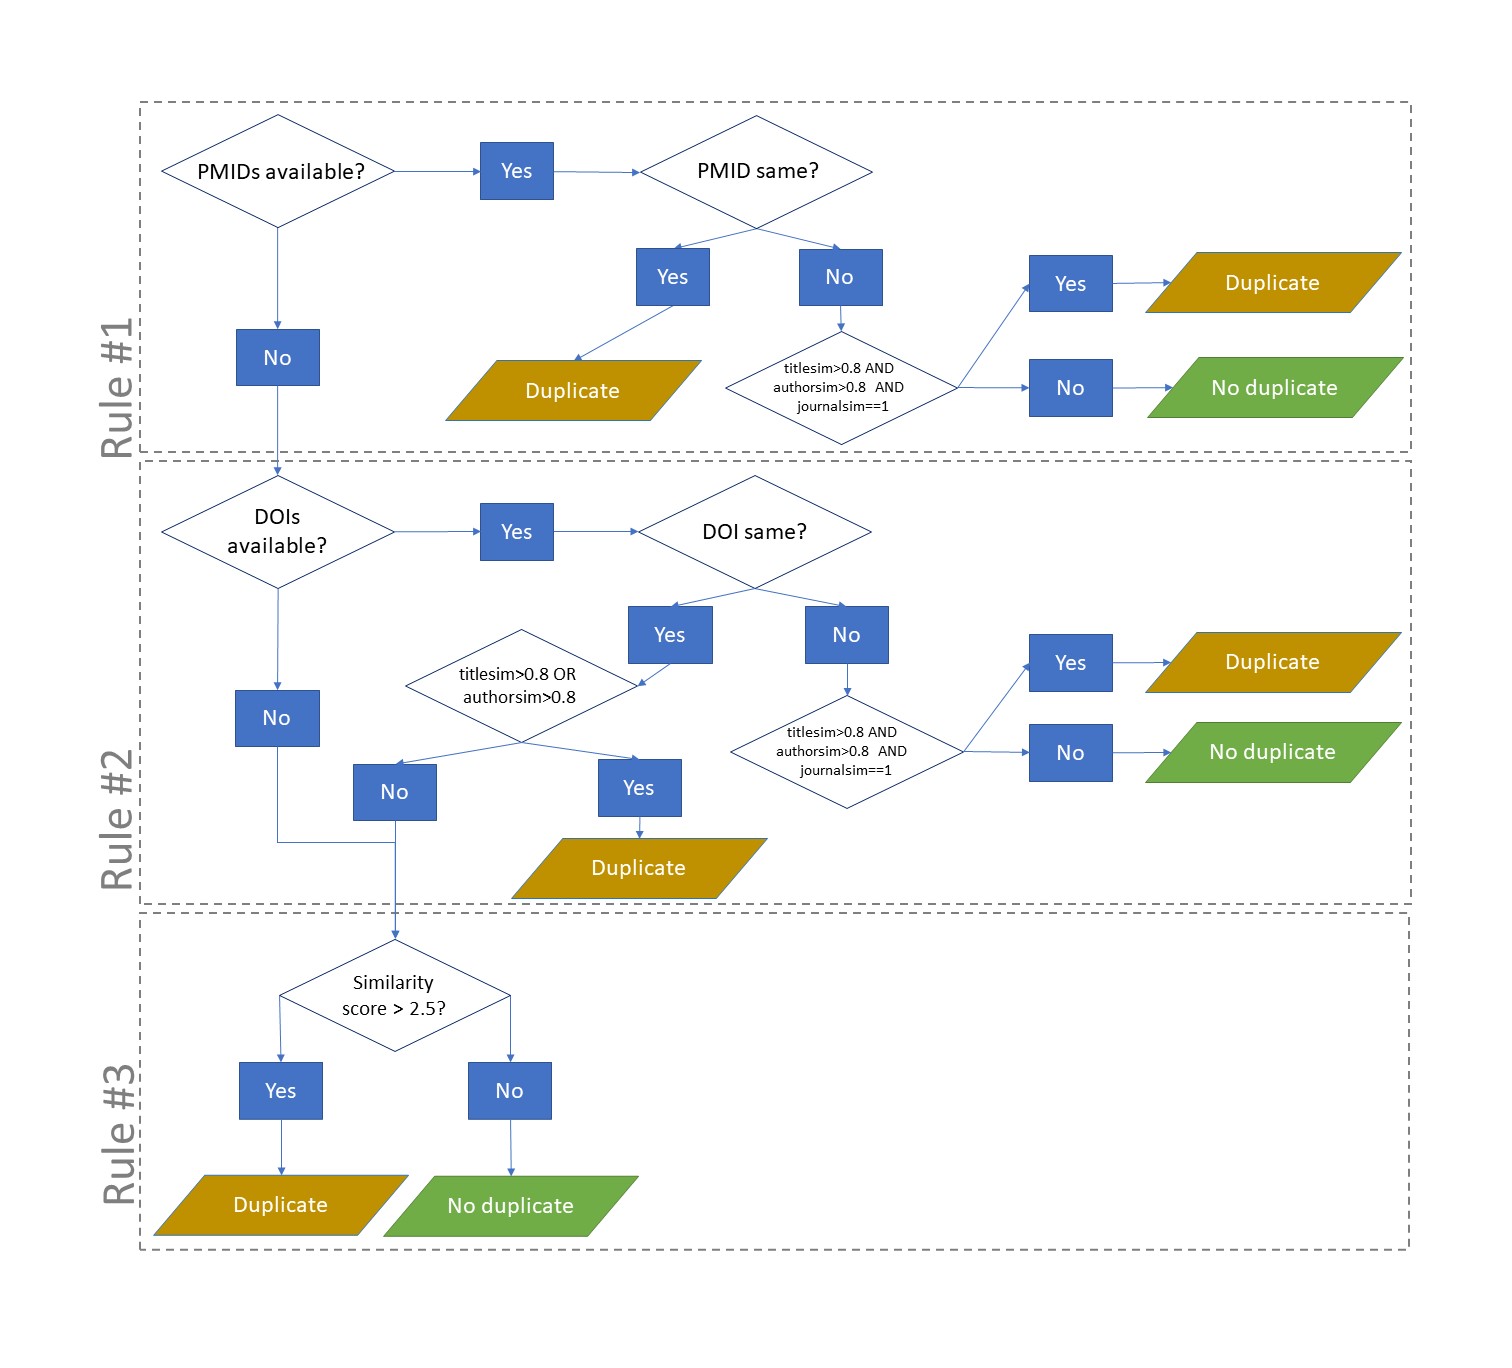 Rule #1
PMIDs available?
Yes
PMID same?
Yes
No
Yes
Duplicate
No
Duplicate
titlesim>0.8 AND
authorsim>0.8 AND
journalsim==1
No
No duplicate
Rule #2
DOIs
available?
Yes
DOI same?
Yes
No
titlesim>0.8 OR
authorsim>0.8
Yes
Duplicate
No
titlesim>0.8 AND
authorsim>0.8 AND
journalsim==1
No
No duplicate
No
Yes
Duplicate
Rule #3
Similarity
score > 2.5?
Yes
No
Duplicate
No duplicate